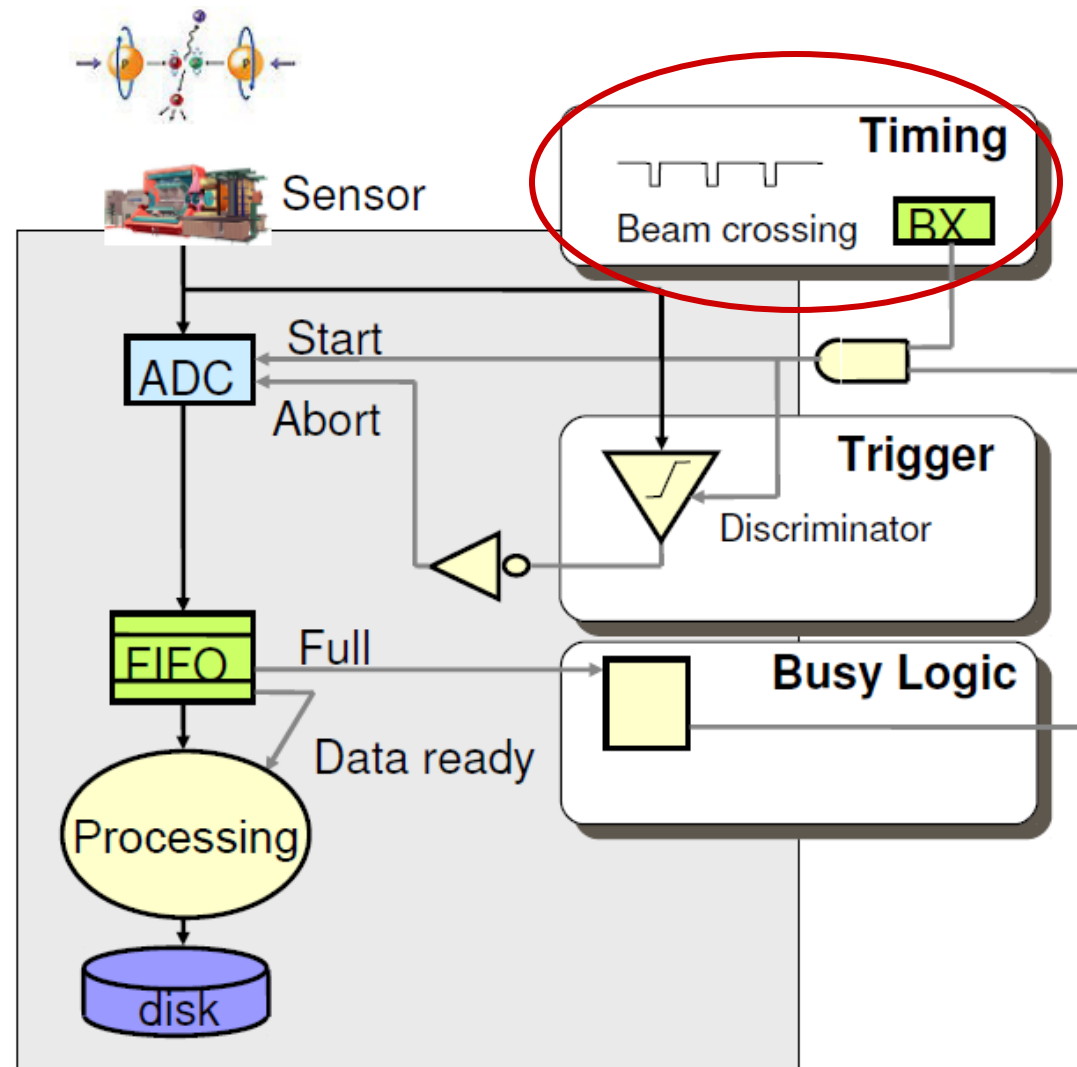 p
p
Timing
Sensor
Beam crossing
BX
Start
ADC
Abort
Trigger
Discriminator
FIFO
Full
Busy Logic
Data ready
Processing
disk